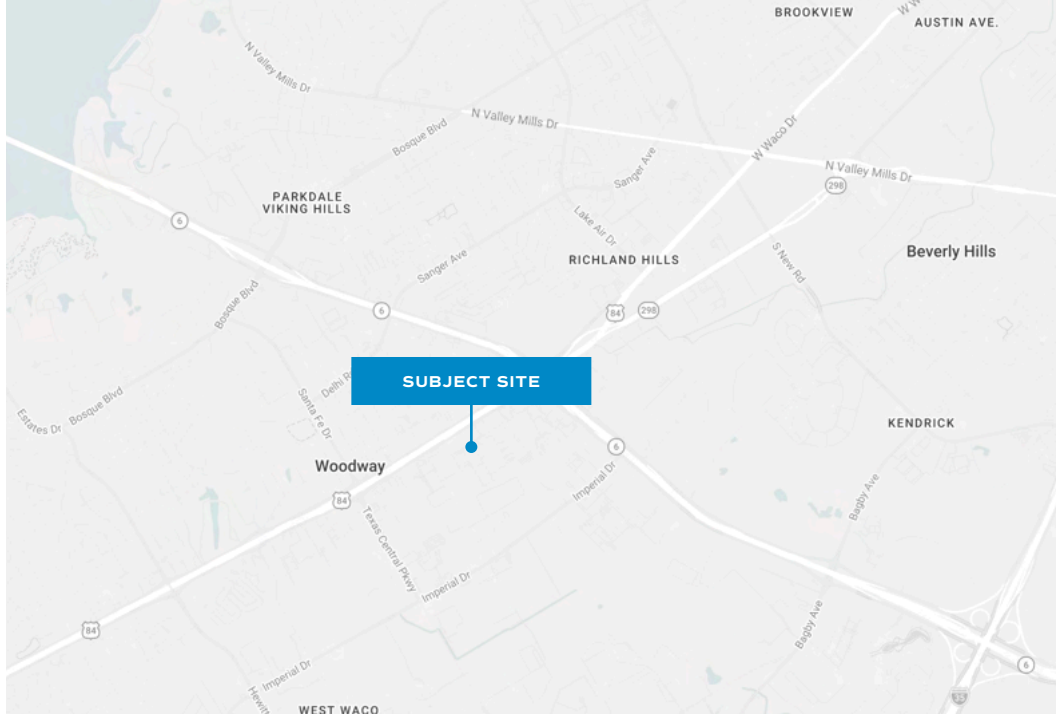 BROOKVIEW
AUSTIN AVE.
N Valley Mills Dr
N Valley Mills Dr
Bosque Blvd
W Waco Dr
N Valley Mills Dr
298
Sanger Ave
PARKDALE
VIKING HILLS
6
Lake Air Dr
RICHLAND HILLS
S New Rd
Beverly Hills
Sanger Ave
Bosque Blvd
6
84
298
SUBJECT SITE
Delhi
Bosque Blvd
Estates Dr
Santa Fe Dr
KENDRICK
6
Woodway
84
Imperial Dr
Bagby Ave
Texas Central Pkwy
Imperial Dr
84
Bagby Ave
Imperial Dr
6
35
WEST WACO